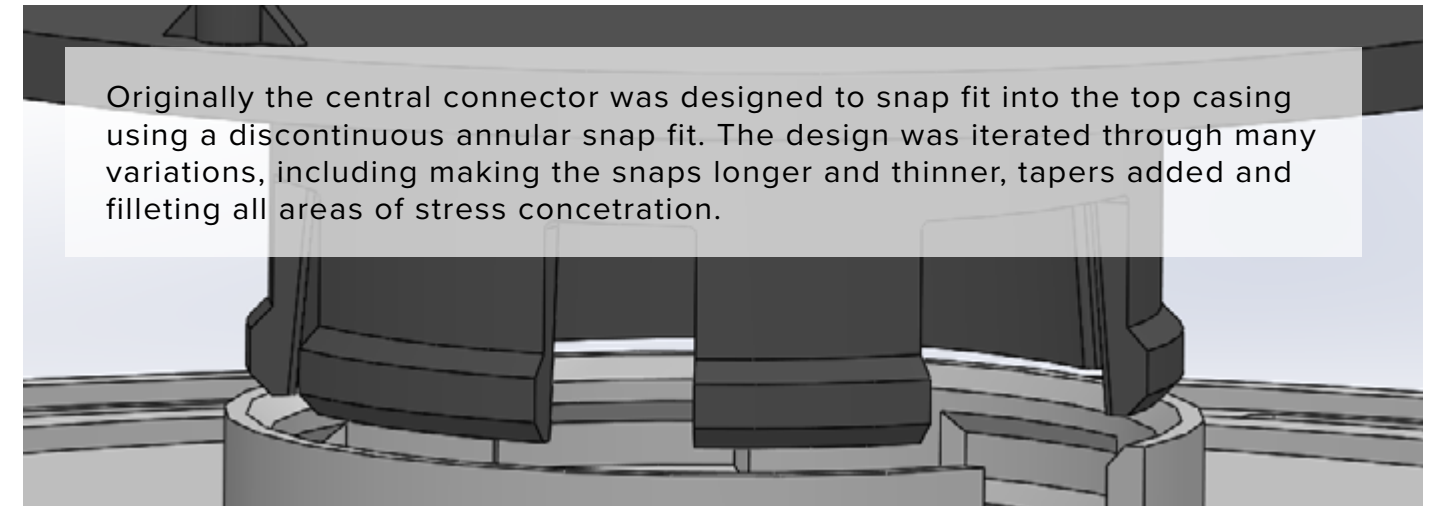 Originally the central connector was designed to snap fit into the top casing
using a discontinuous annular snap fit. The design was iterated through many
variations, including making the snaps longer and thinner, tapers added and
filleting all areas of stress concetration.